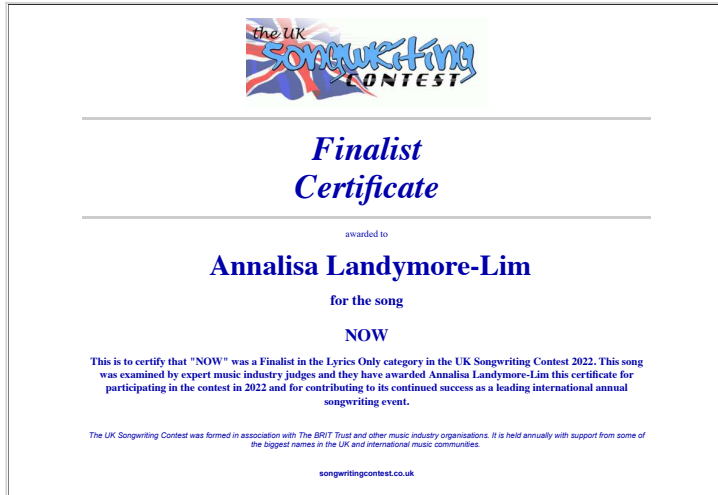 the UK
SONGWRITING
CONTEST
Finalist
Certificate
awarded to
Annalisa Landymore-Lim
for the song
NOW
This is to certify that "NOW" was a Finalist in the Lyrics Only category in the UK Songwriting Contest 2022. This song
was examined by expert music industry judges and they have awarded Annalisa Landymore-Lim this certificate for
participating in the contest in 2022 and for contributing to its continued success as a leading international annual
songwriting event.
The UK Songwriting Contest was formed in association with The BRIT Trust and other music industry organisations. It is held annually with support from some of
the biggest names in the UK and international music communities.
songwritingcontest.co.uk